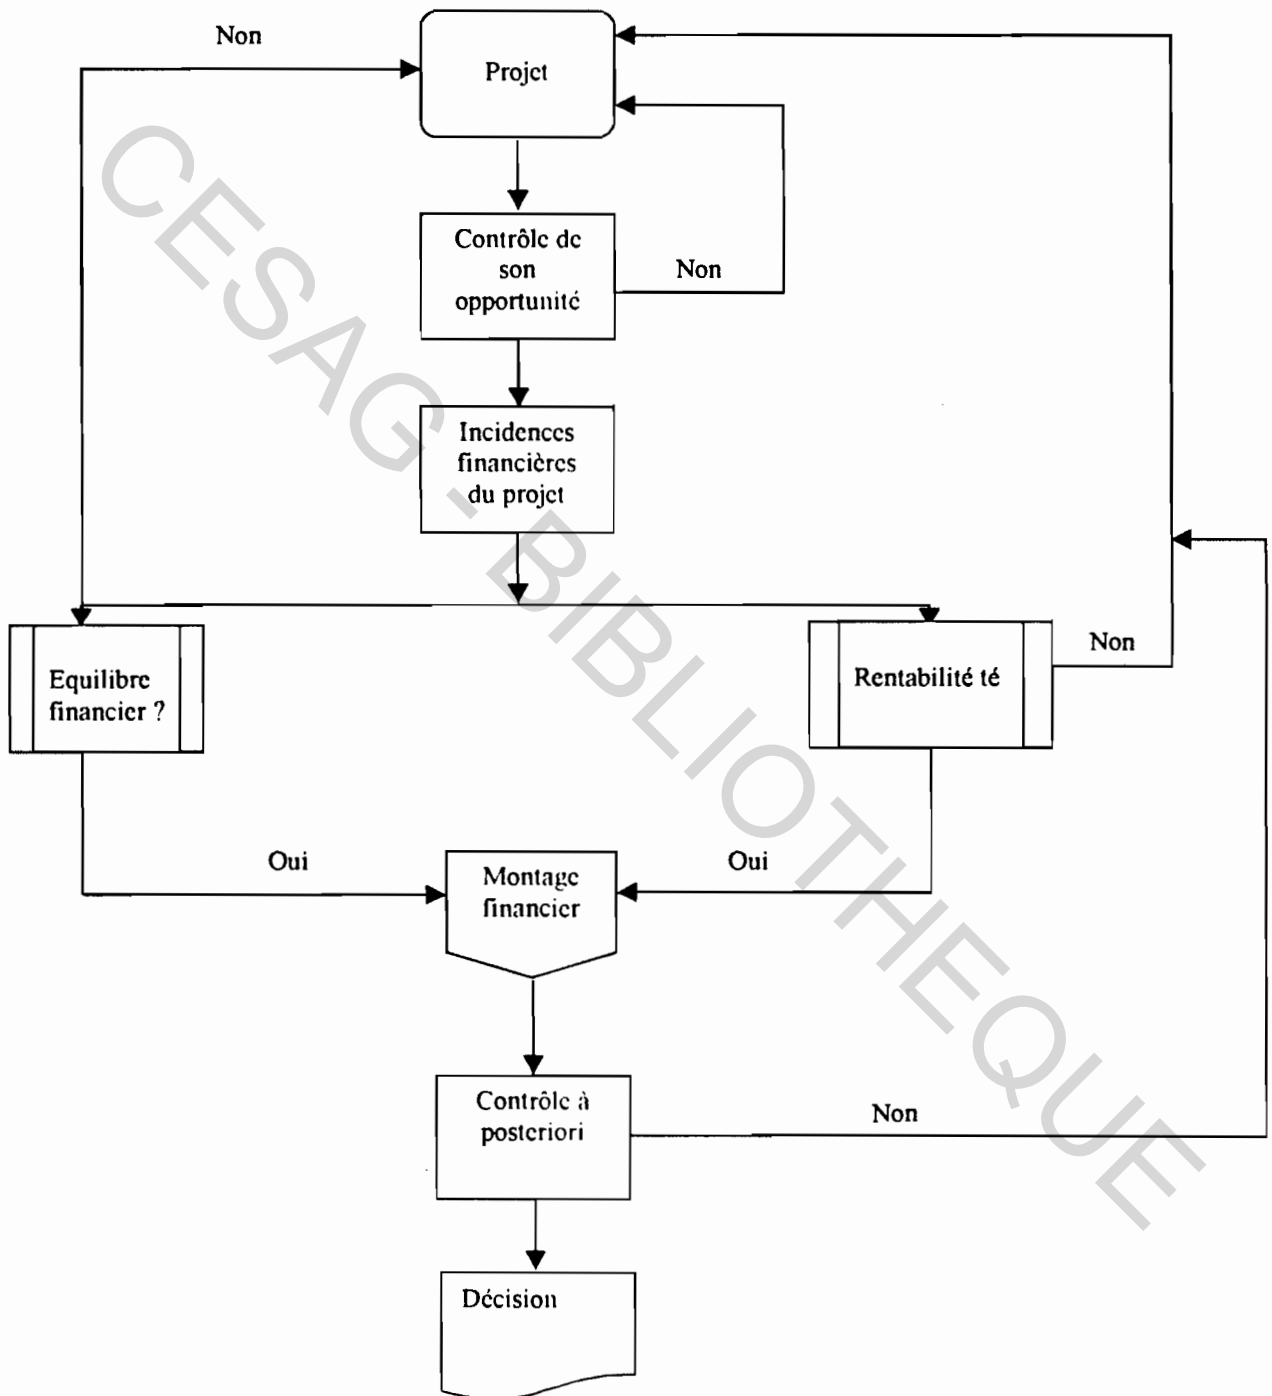 Non
Projet
Contrôle de
son
opportunité
Non
Incidences
financières
du projet
Equilibre
financier ?
Rentabilité té
Non
Oui
Montage
financier
Oui
Contrôle à
posteriori
Non
Décision
CESAG - BIBLIOTHEQUE